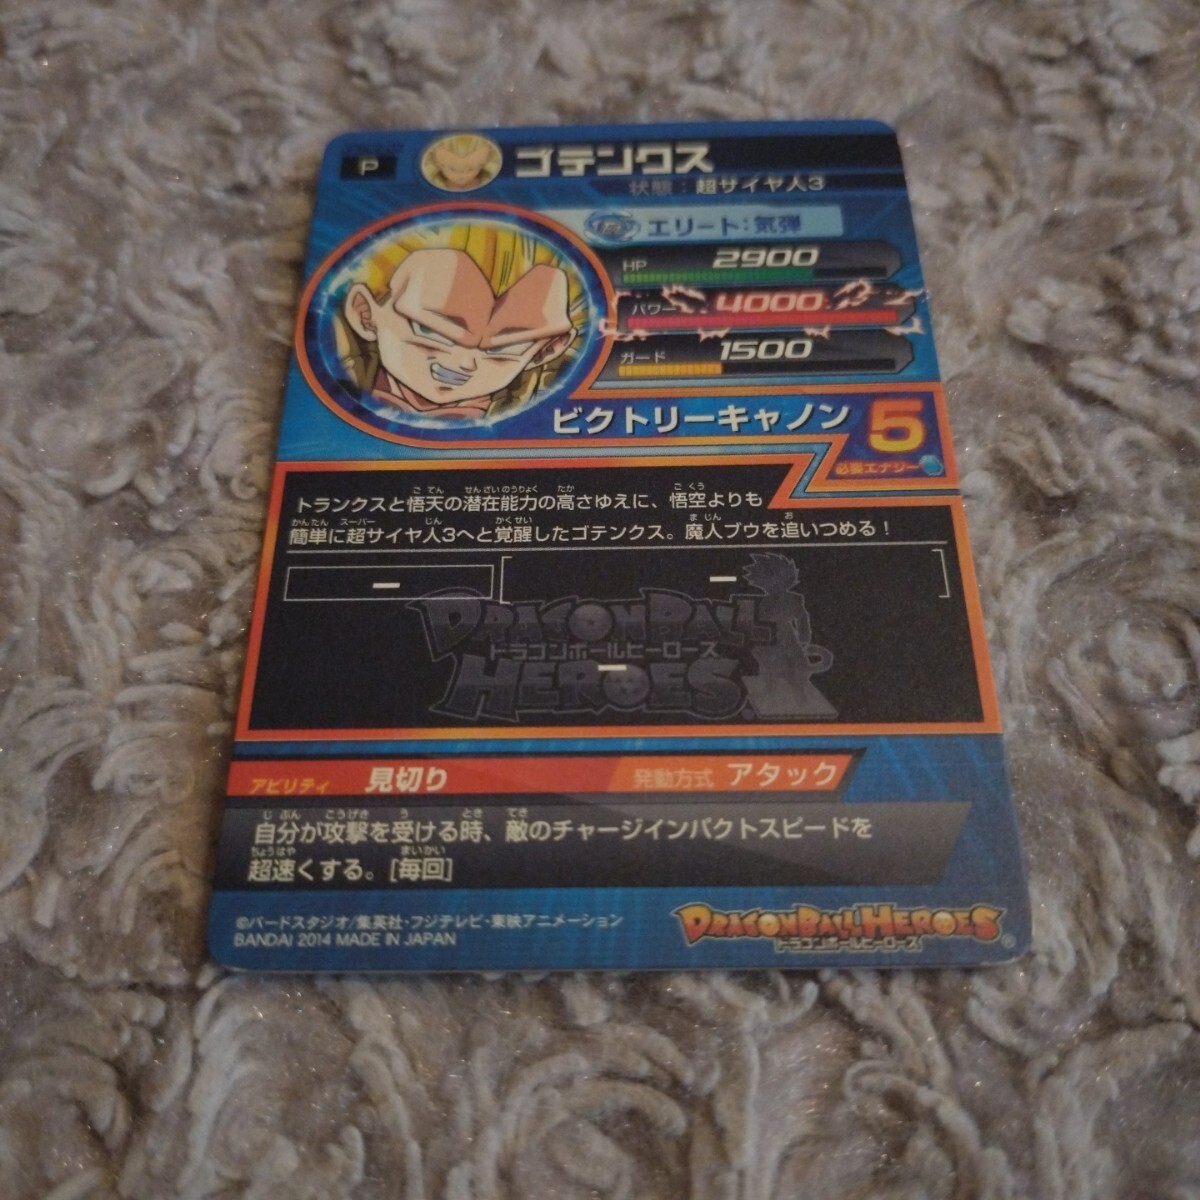 P
ゴテンクス
状態：超サイヤ人3
エリート：気弾
HP 2900
パワー 4000
ガード 1500
ビクトリーキャノン 5
必要エナジー
トランクスと悟天の潜在能力の高さゆえに、悟空よりも
簡単に超サイヤ人3へと覚醒したゴテンクス。魔人ブウを追いつめる！
ー ー
DRAGONBALL
ドラゴンボールヒーローズ
ー
HEROES
アビリティ 見切り 発動方式 アタック
自分が攻撃を受ける時、敵のチャージインパクトスピードを
超速くする。[毎回]
©バードスタジオ/集英社・フジテレビ・東映アニメーション
BANDAI 2014 MADE IN JAPAN
DRAGONBALL HEROES
ドラゴンボールヒーローズ